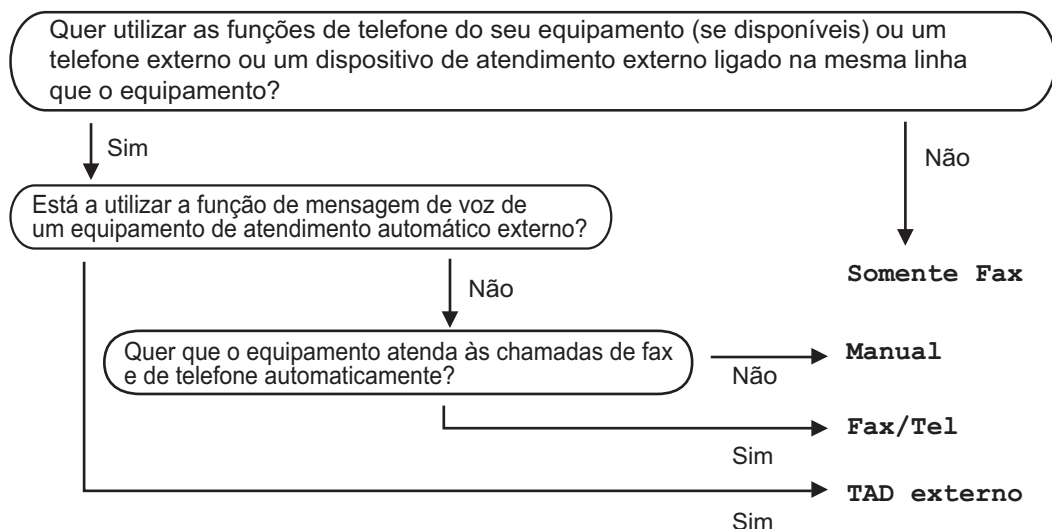 Quer utilizar as funções de telefone do seu equipamento (se disponíveis) ou um
telefone externo ou um dispositivo de atendimento externo ligado na mesma linha
que o equipamento?
Sim
Não
Está a utilizar a função de mensagem de voz de
um equipamento de atendimento automático externo?
Somente Fax
Não
Quer que o equipamento atenda às chamadas de fax
e de telefone automaticamente?
Não
Manual
Sim
Fax/Tel
Sim
TAD externo